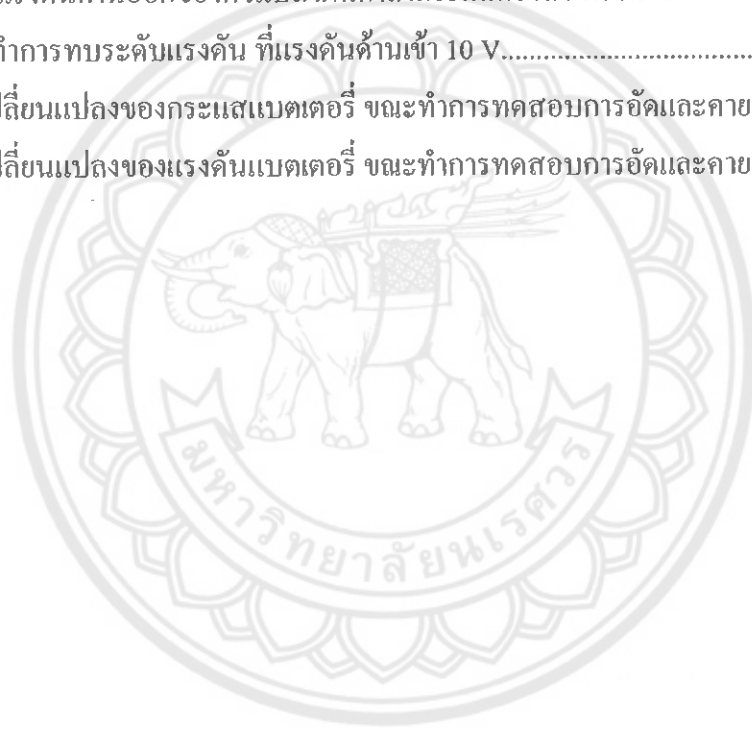 ทำการทบระดับแรงดัน ที่แรงดันด้านเข้า 10 V................................
ปลี่ยนแปลงของกระแสแบตเตอรี่ ขณะทำการทดสอบการอัดและคาย
ปลี่ยนแปลงของแรงดันแบตเตอรี่ ขณะทำการทดสอบการอัดและคาย
มหาวิทยาลัยนเรศวร